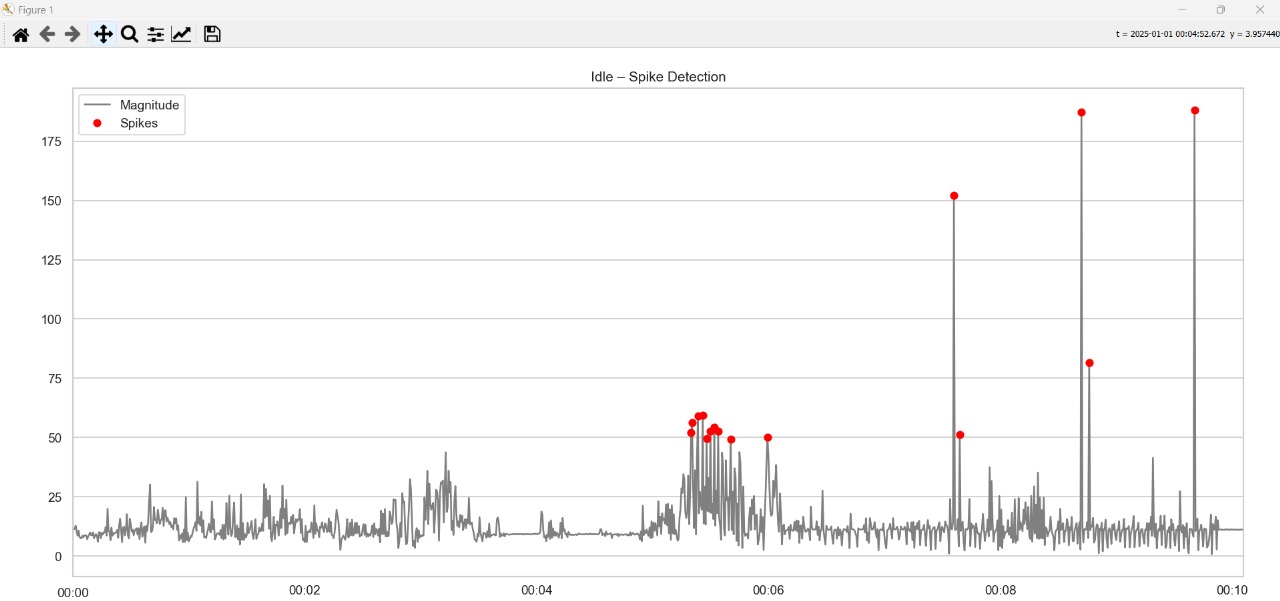 Figure 1
t = 2025-01-01 00:04:52.672 y = 3.957440
Idle – Spike Detection
Magnitude
Spikes
175
150
125
100
75
50
25
0
00:00
00:02
00:04
00:06
00:08
00:10